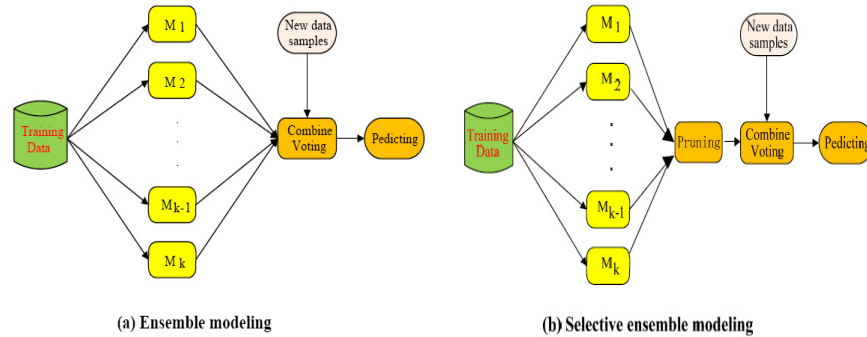 M 1
New data
samples
M 2
Training
Data
Combine
Voting
Pedicting
M k-1
M k
(a) Ensemble modeling
M 1
New data
samples
M 2
Training
Data
Pruning
Combine
Voting
Pedicting
M k-1
M k
(b) Selective ensemble modeling